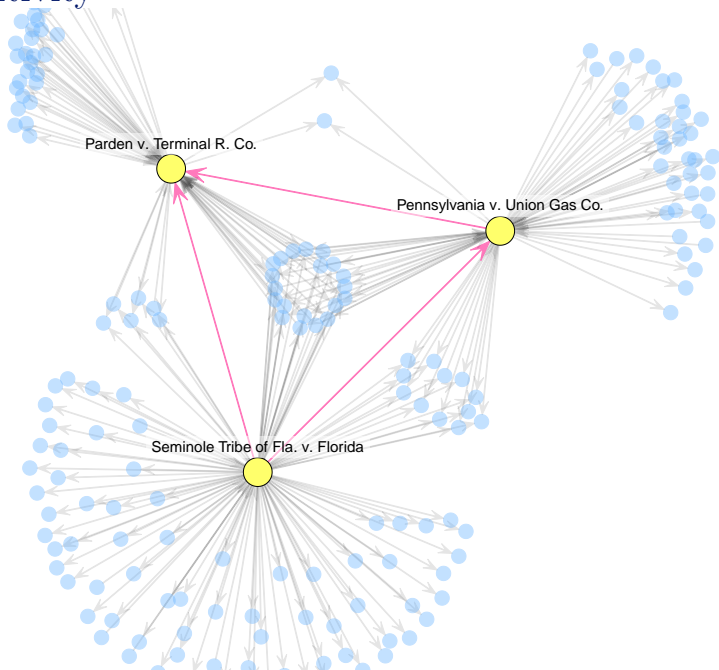 Parden v. Terminal R. Co.
Pennsylvania v. Union Gas Co.
Seminole Tribe of Fla. v. Florida